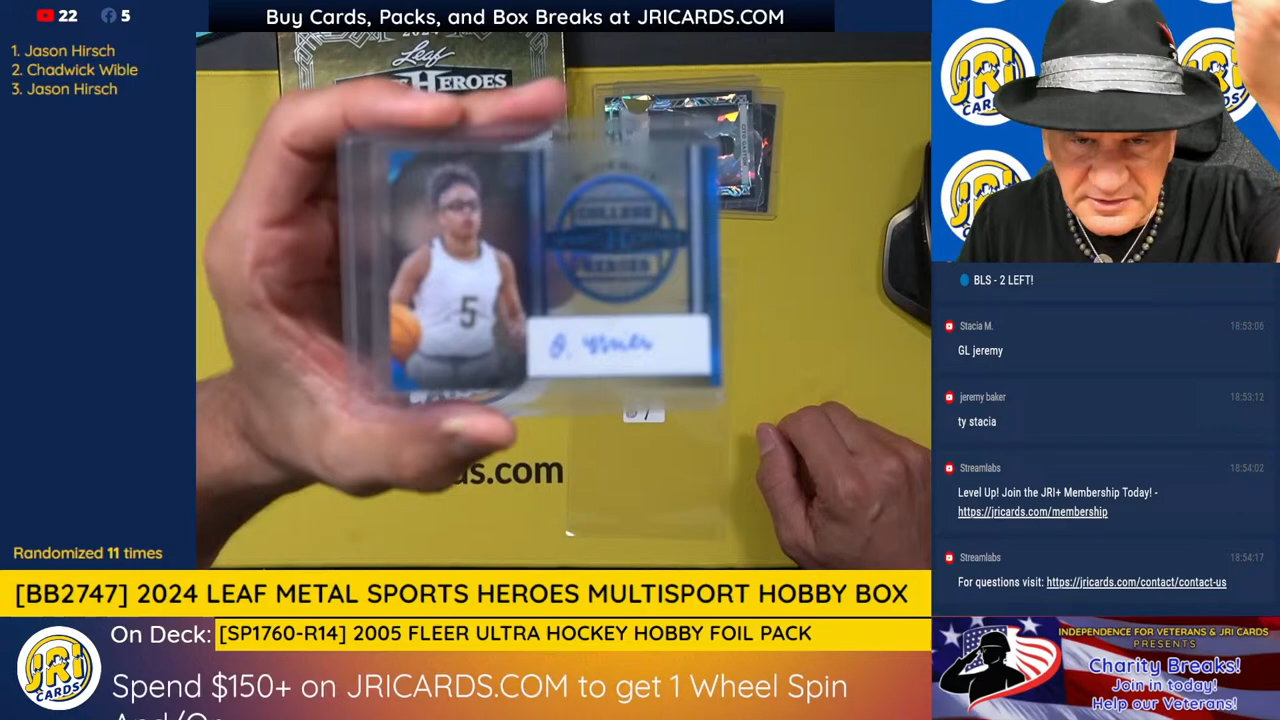 22
5
Buy Cards, Packs, and Box Breaks at JRICARDS.COM
1. Jason Hirsch
2. Chadwick Wible
3. Jason Hirsch
2024
Leaf
HEROES
COLLEGE
HEROES
5
JRI
CARDS
BLS - 2 LEFT!
Stacia M.
18:53:06
GL jeremy
jeremy baker
18:53:12
ty stacia
Streamlabs
18:54:02
Level Up! Join the JRI+ Membership Today! -
https://jricards.com/membership
Streamlabs
18:54:17
For questions visit: https://jricards.com/contact/contact-us
ds.com
Randomized 11 times
[BB2747] 2024 LEAF METAL SPORTS HEROES MULTISPORT HOBBY BOX
JRI
CARDS
On Deck: [SP1760-R14] 2005 FLEER ULTRA HOCKEY HOBBY FOIL PACK
Spend $150+ on JRICARDS.COM to get 1 Wheel Spin
And/Or
INDEPENDENCE FOR VETERANS & JRI CARDS
PRESENTS
Charity Breaks!
Join in today!
Help our Veterans!